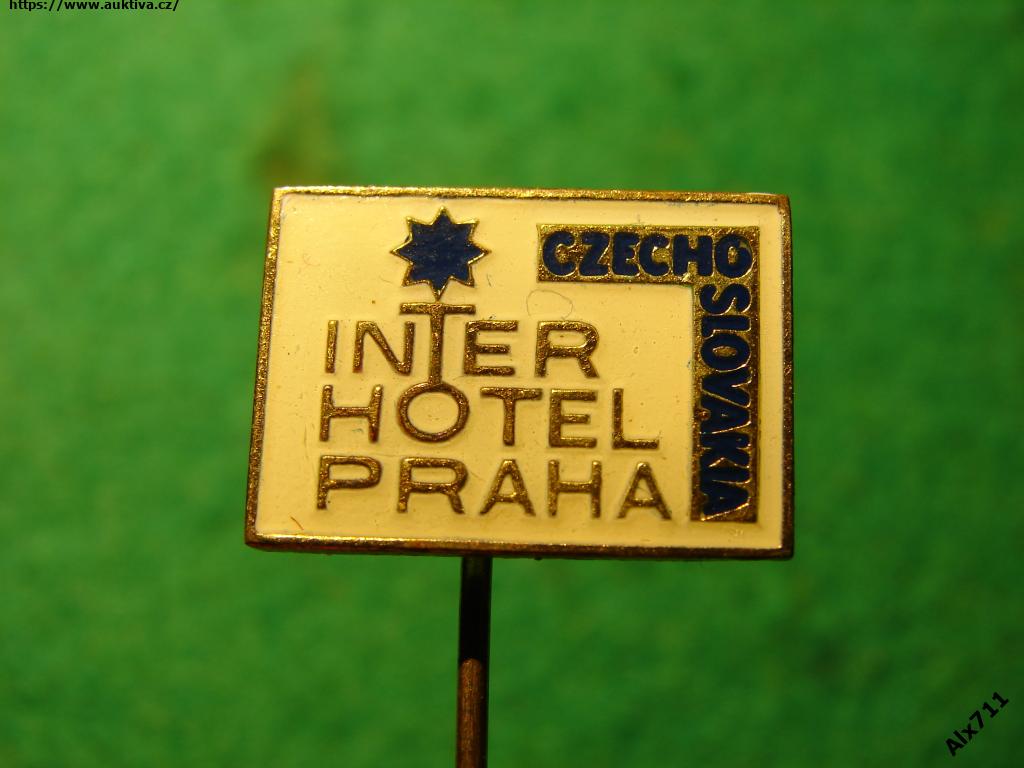 https://www.auktiva.cz/
INTER
HOTEL
PRAHA
CZECHO
SLOVAKIA
Alx711